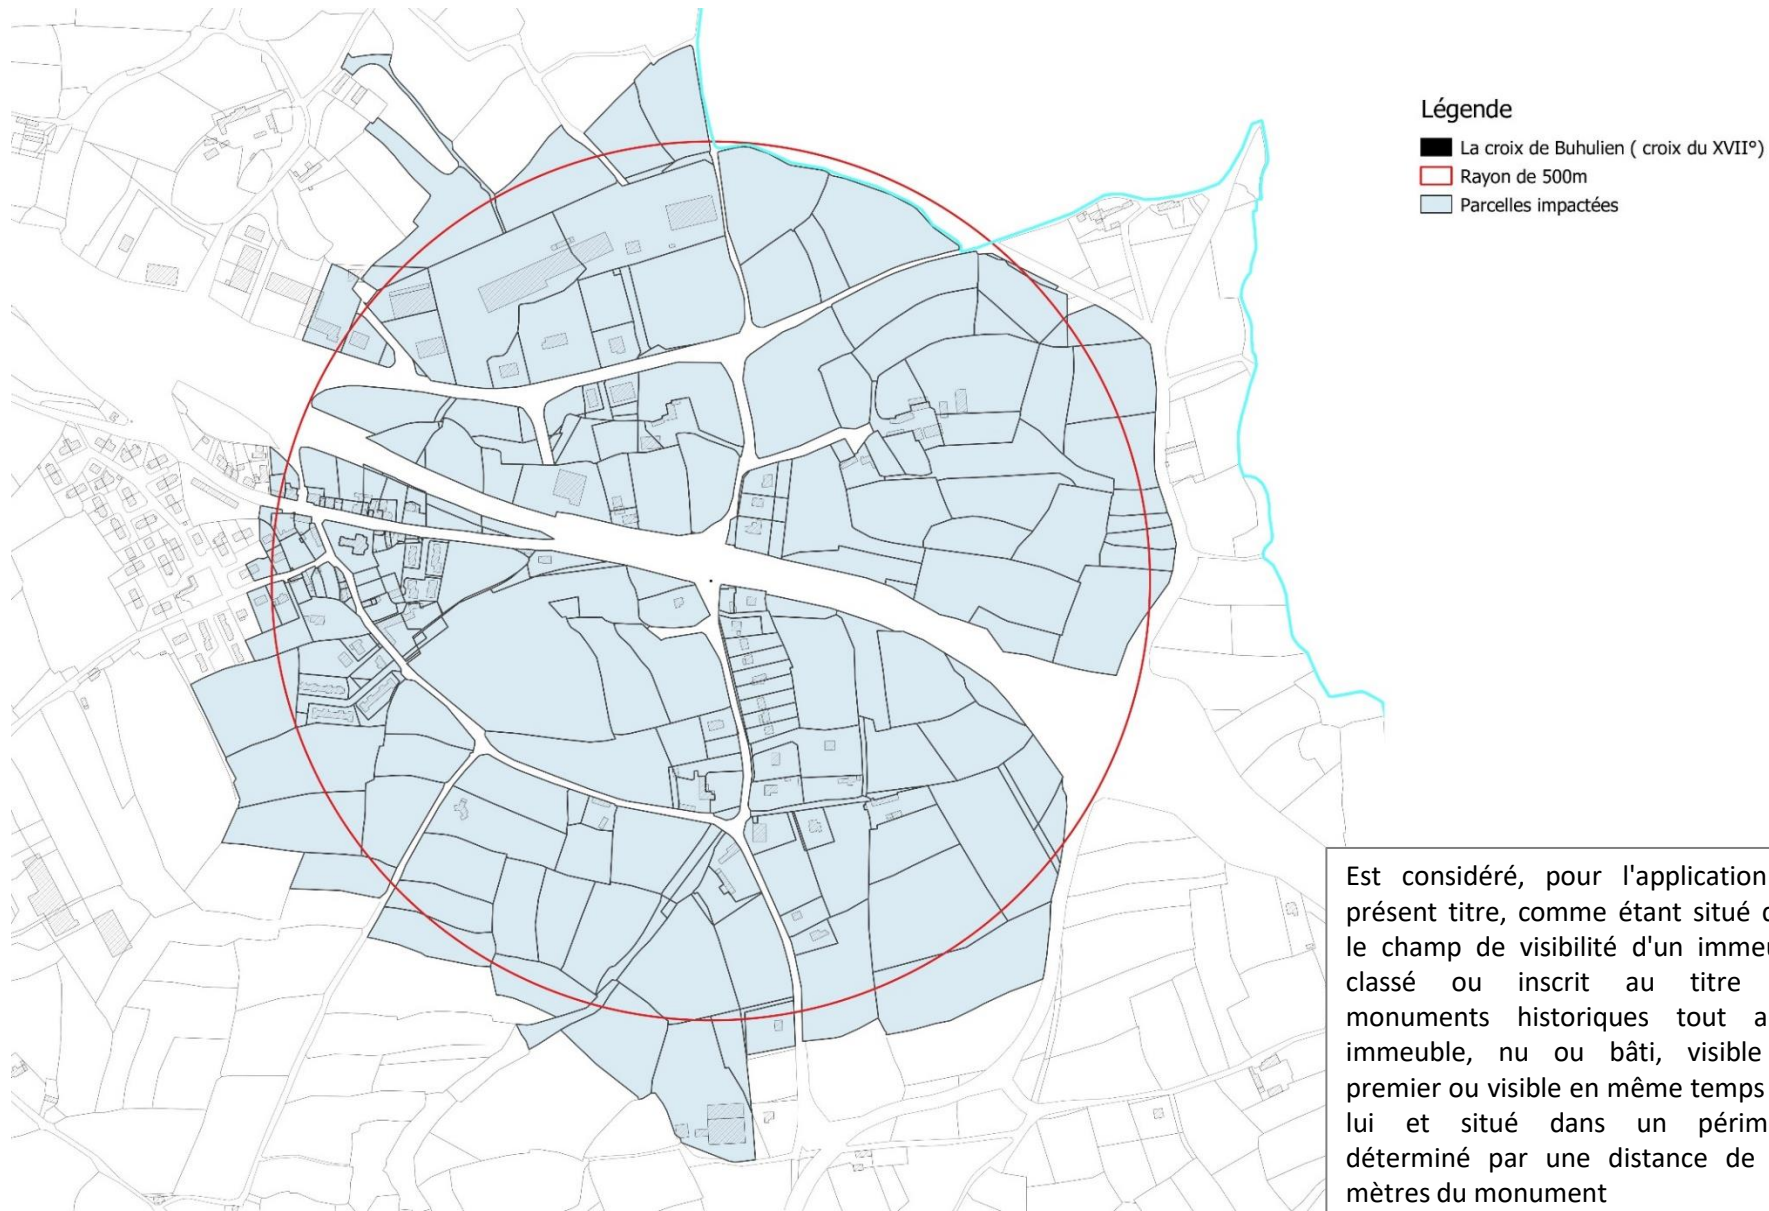 Légende
La croix de Buhulien ( croix du XVII°)
Rayon de 500m
Parcelles impactées
Est considéré, pour l'application
présent titre, comme étant situé
le champ de visibilité d'un
classé ou inscrit au titre
monuments historiques tout
immeuble, nu ou bâti, visible
premier ou visible en même temps
lui et situé dans un
déterminé par une distance de
mètres du monument